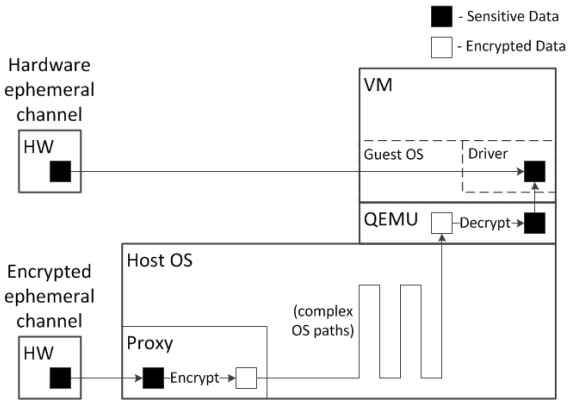 - Sensitive Data
- Encrypted Data
Hardware
ephemeral
channel
HW
VM
Guest OS
Driver
QEMU
Decrypt
Encrypted
ephemeral
channel
HW
Host OS
(complex
OS paths)
Proxy
Encrypt